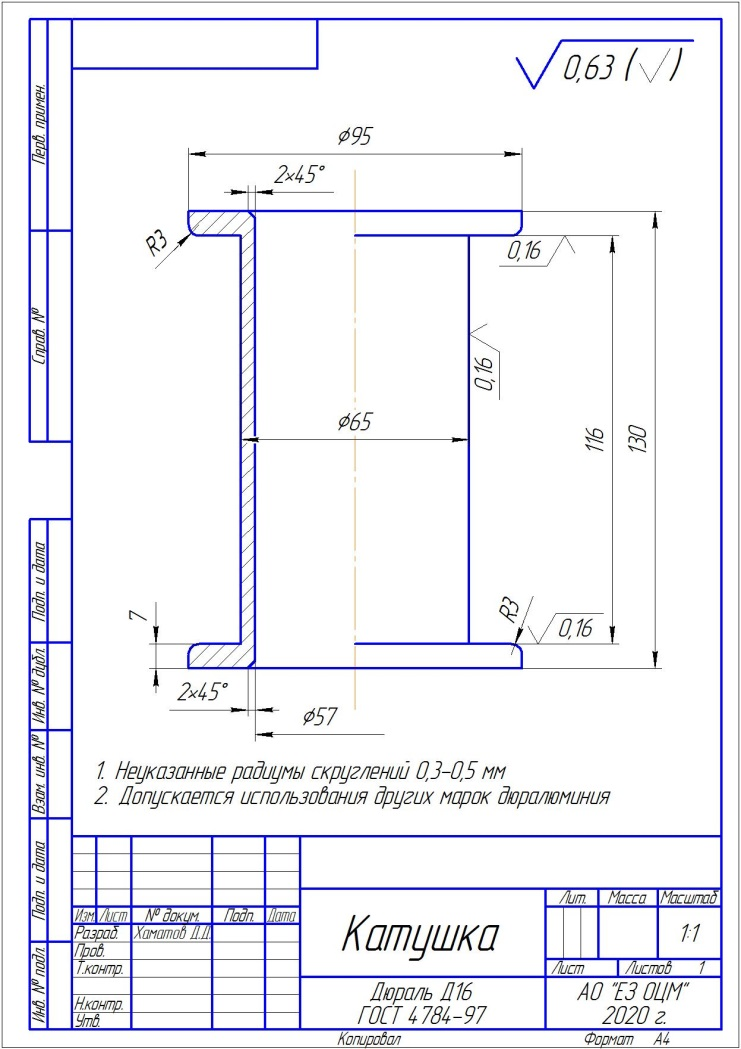 0,63 (√)
Перв. примен.
Справ. №
Подп. и дата
Инв. № дубл.
Взам. инв. №
Подп. и дата
Инв. № подл.
⌀95
2×45°
R3
0,16
0,16
⌀65
116
130
7
R3
0,16
2×45°
⌀57
1. Неуказанные радиумы скруглений 0,3-0,5 мм
2. Допускается использования других марок дюралюминия
Изм. Лист № докум. Подп. Дата
Разраб. Хаматов Д.Д.
Пров.
Т.контр.
Н.контр.
Утв.
Катушка
Дюраль Д16
ГОСТ 4784-97
Лит. Масса Масштаб
1:1
Лист Листов 1
АО "ЕЗ ОЦМ"
2020 г.
Копировал Формат А4